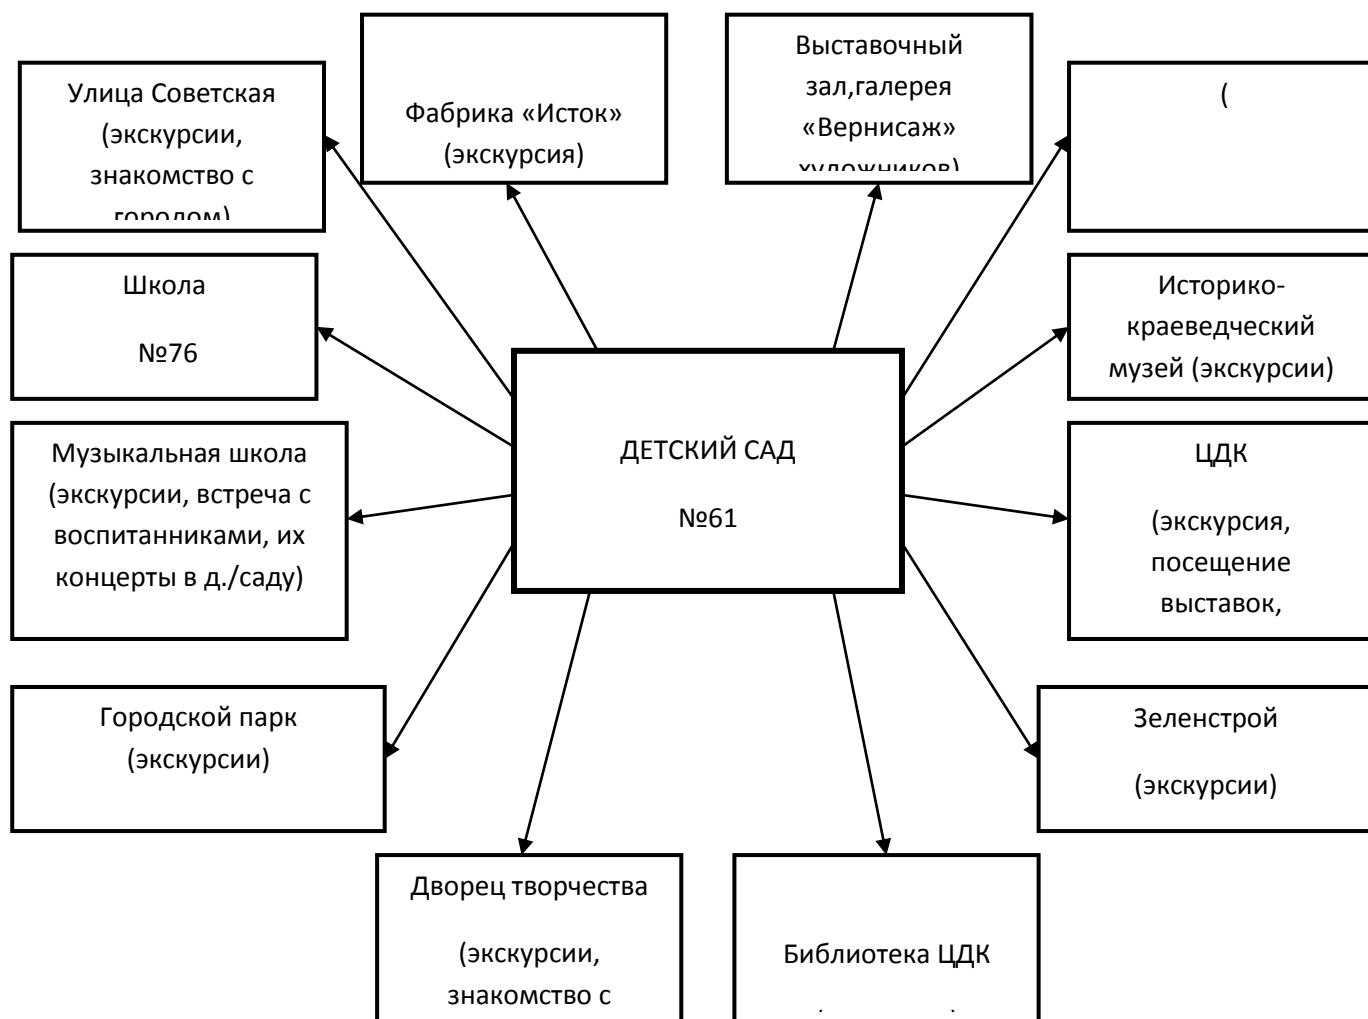 Улица Советская
(экскурсии,
знакомство с
городом)
Фабрика «Исток»
(экскурсия)
Выставочный
зал,галерея
«Вернисаж»
художников)
(
Школа
№76
Историко-
краеведческий
музей (экскурсии)
Музыкальная школа
(экскурсии, встреча с
воспитанниками, их
концерты в д./саду)
ДЕТСКИЙ САД
№61
ЦДК
(экскурсия,
посещение
выставок,
Городской парк
(экскурсии)
Зеленстрой
(экскурсии)
Дворец творчества
(экскурсии,
знакомство с
Библиотека ЦДК